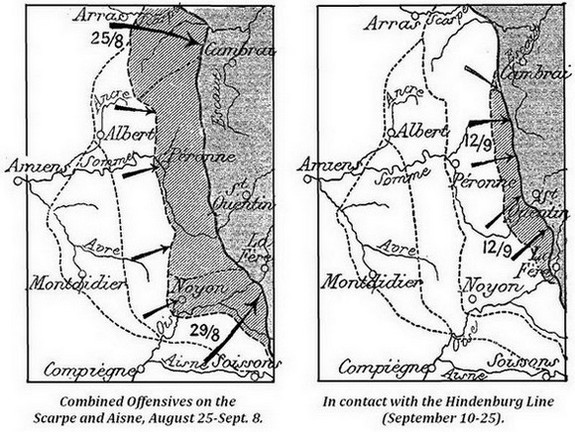 Arras
Scarpe
25/8
Cambrai
Escaut
Ancre
Albert
Amiens
Somme
Péronne
St
Quentin
La
Fère
Avre
Montdidier
Noyon
Oise
29/8
Compiègne
Aisne
Soissons
Combined Offensives on the
Scarpe and Aisne, August 25-Sept. 8.
Arras
Scarpe
Cambrai
Escaut
Ancre
Albert
12/9
Amiens
Somme
Péronne
St
Quentin
12/9
La
Fère
Avre
Montdidier
Noyon
Oise
Compiègne
Aisne
Soissons
In contact with the Hindenburg Line
(September 10-25).